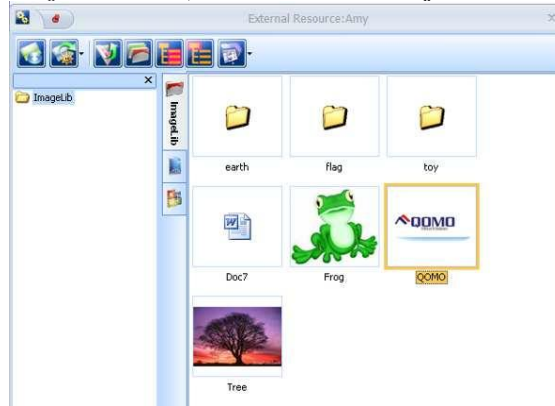 External Resource:Amy
ImageLib
ImageLib
earth
flag
toy
Doc7
Frog
QOMO
QOMO
Tree